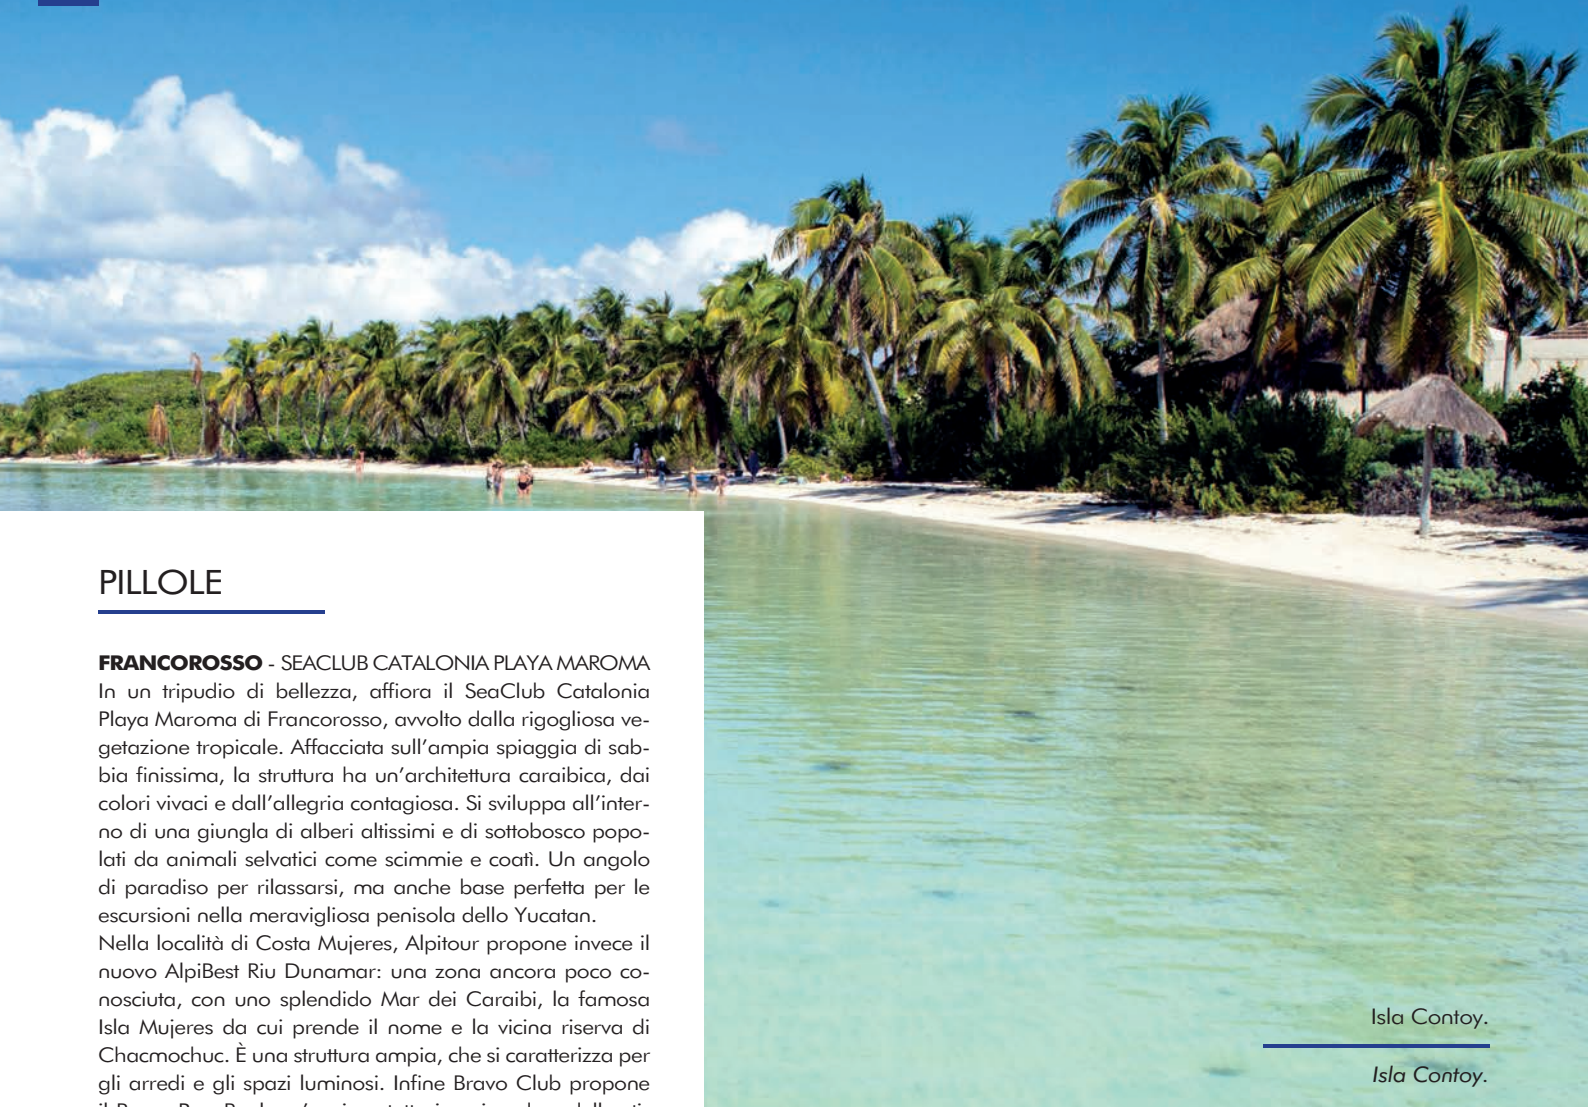 PILLOLE
FRANCOROSSO - SEACLUB CATALONIA PLAYA MAROMA
In un tripudio di bellezza, affiora il SeaClub Catalonia
Playa Maroma di Francorosso, avvolto dalla rigogliosa ve-
getazione tropicale. Affacciata sull'ampia spiaggia di sab-
bia finissima, la struttura ha un'architettura caraibica, dai
colori vivaci e dall'allegria contagiosa. Si sviluppa all'inter-
no di una giungla di alberi altissimi e di sottobosco popo-
lati da animali selvatici come scimmie e coatì. Un angolo
di paradiso per rilassarsi, ma anche base perfetta per le
escursioni nella meravigliosa penisola dello Yucatan.
Nella località di Costa Mujeres, Alpitour propone invece il
nuovo AlpiBest Riu Dunamar: una zona ancora poco co-
nosciuta, con uno splendido Mar dei Caraibi, la famosa
Isla Mujeres da cui prende il nome e la vicina riserva di
Chacmochuc. È una struttura ampia, che si caratterizza per
gli arredi e gli spazi luminosi. Infine Bravo Club propone
Isla Contoy.
Isla Contoy.